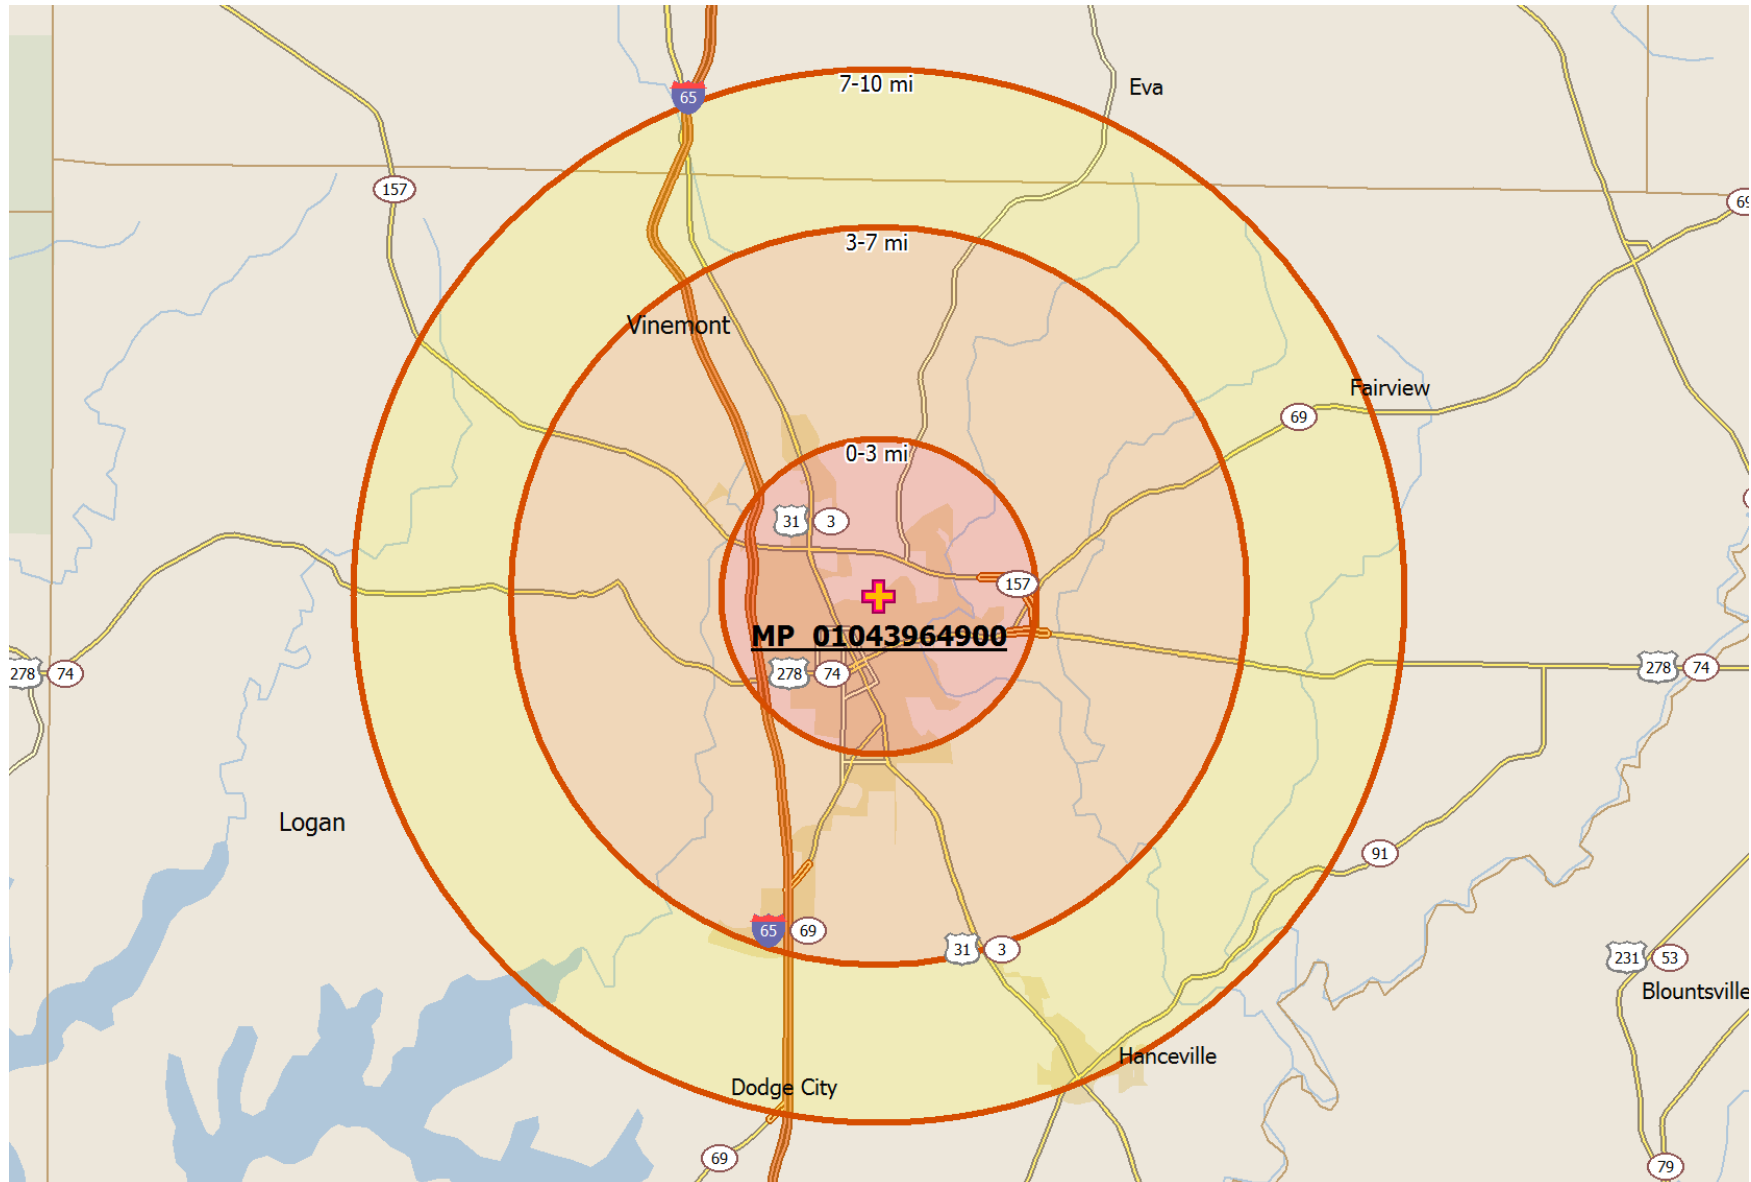 7-10 mi
Eva
65
157
69
3-7 mi
Vinemont
Fairview
69
0-3 mi
31 3
157
MP_01043964900
278 74
278 74
278 74
Logan
91
65 69
31 3
231 53
Blountsville
Hanceville
Dodge City
69
79